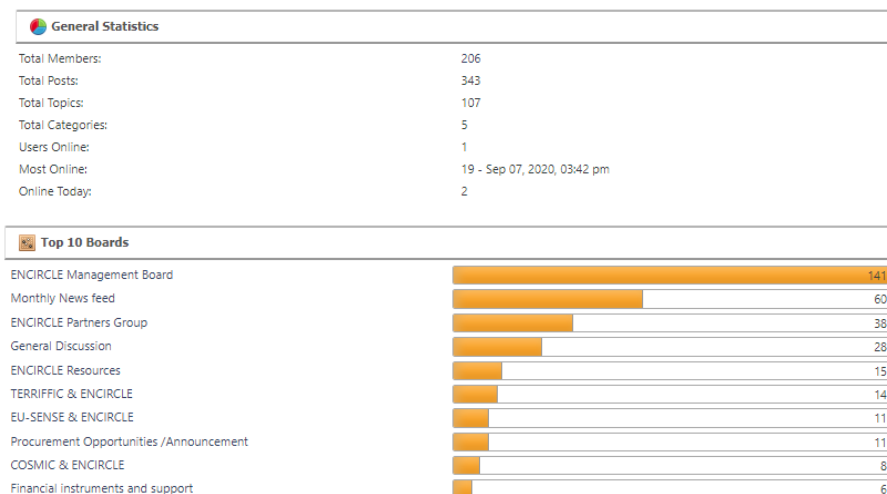 General Statistics
Total Members: 206
Total Posts: 343
Total Topics: 107
Total Categories: 5
Users Online: 1
Most Online: 19 - Sep 07, 2020, 03:42 pm
Online Today: 2
Top 10 Boards
ENCIRCLE Management Board 141
Monthly News feed 60
ENCIRCLE Partners Group 38
General Discussion 28
ENCIRCLE Resources 15
TERRIFFIC & ENCIRCLE 14
EU-SENSE & ENCIRCLE 11
Procurement Opportunities /Announcement 11
COSMIC & ENCIRCLE 8
Financial instruments and support 6